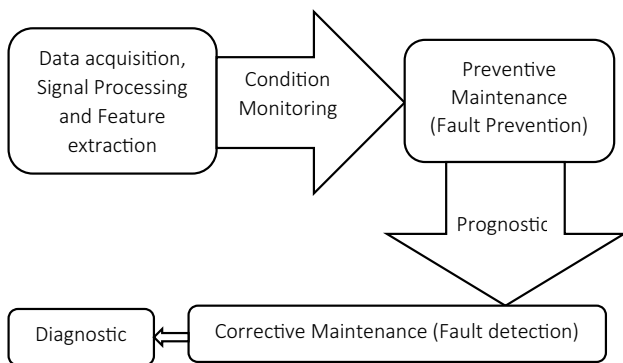 Data acquisition,
Signal Processing
and Feature
extraction
Condition
Monitoring
Preventive
Maintenance
(Fault Prevention)
Prognostic
Corrective Maintenance (Fault detection)
Diagnostic